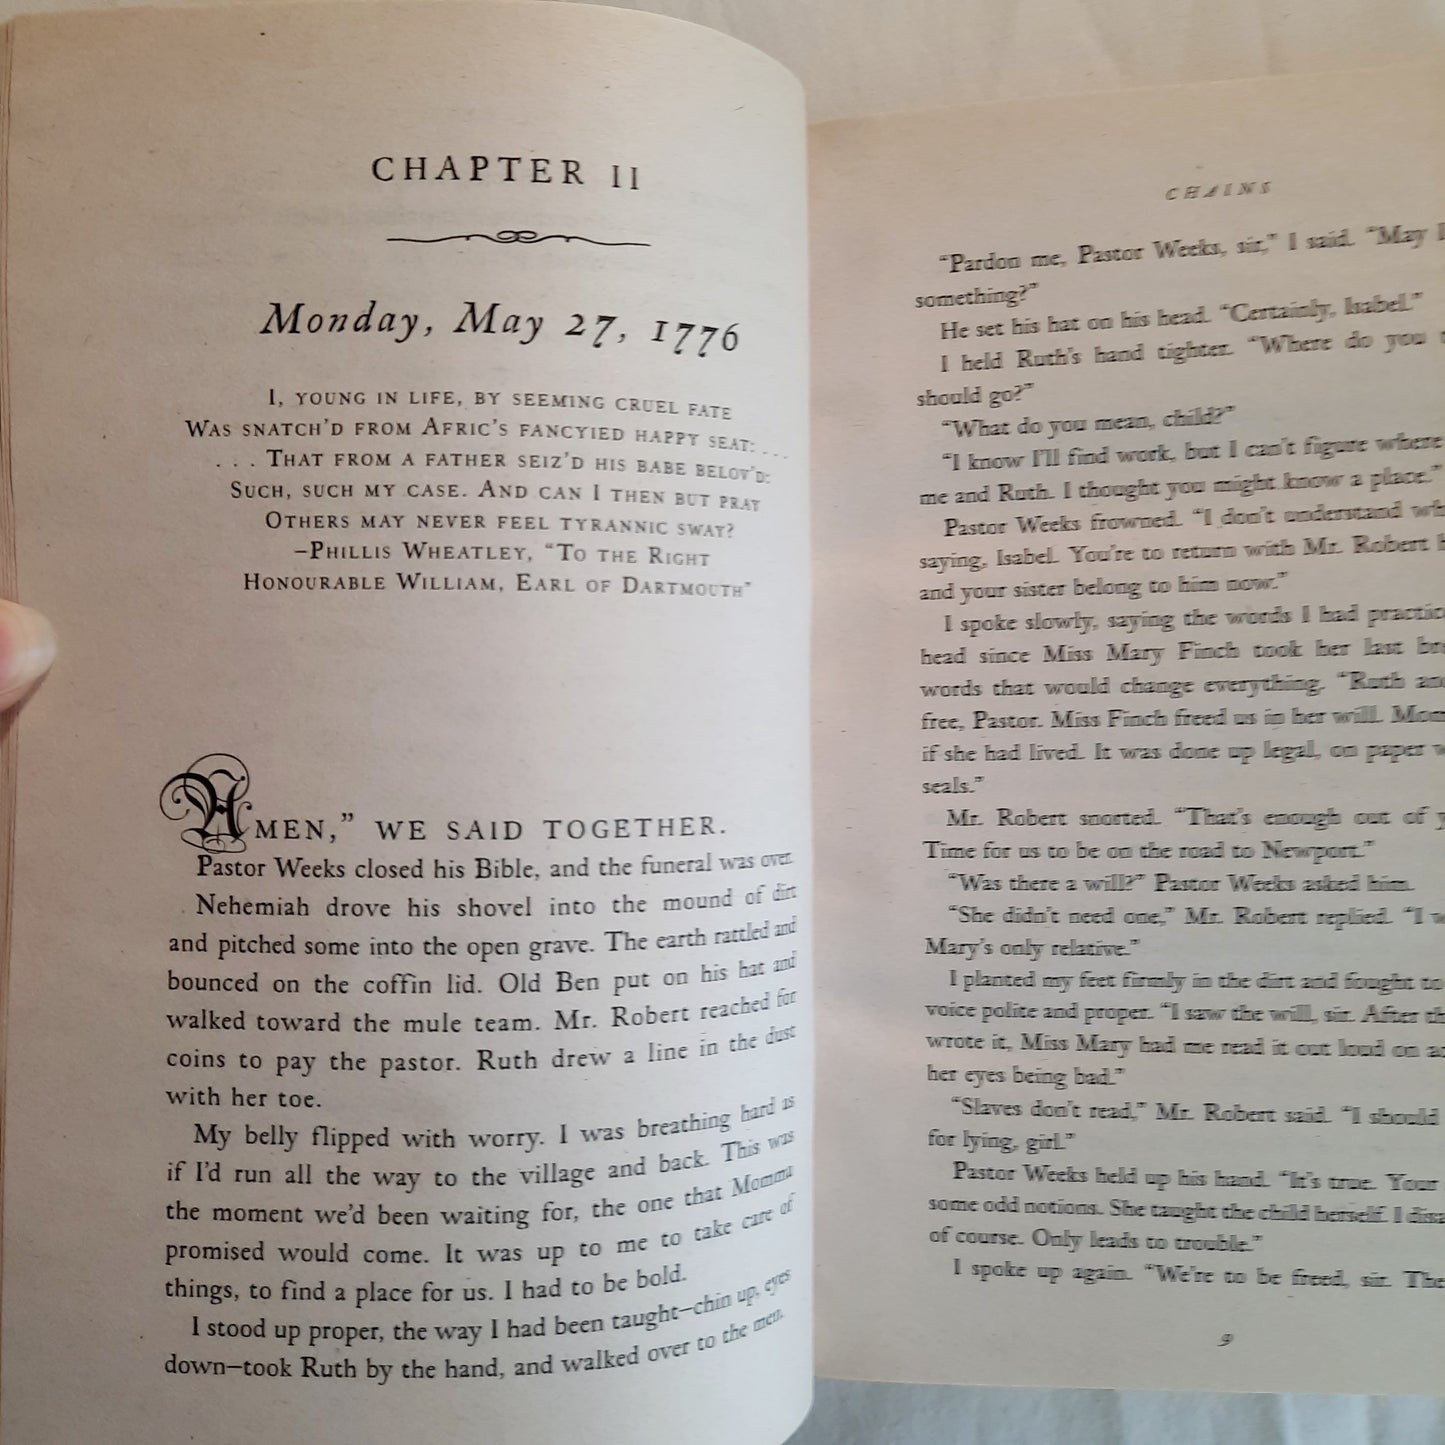 CHAPTER II
Monday, May 27, 1776
I, YOUNG IN LIFE, BY SEEMING CRUEL FATE
WAS SNATCH'D FROM AFRIC'S FANCYIED HAPPY SEAT: . . .
. . . THAT FROM A FATHER SEIZ'D HIS BABE BELOV'D:
SUCH, SUCH MY CASE. AND CAN I THEN BUT PRAY
OTHERS MAY NEVER FEEL TYRANNIC SWAY?
–PHILLIS WHEATLEY, "TO THE RIGHT
HONOURABLE WILLIAM, EARL OF DARTMOUTH"
AMEN," WE SAID TOGETHER.
Pastor Weeks closed his Bible, and the funeral was over.
Nehemiah drove his shovel into the mound of dirt
and pitched some into the open grave. The earth rattled and
bounced on the coffin lid. Old Ben put on his hat and
walked toward the mule team. Mr. Robert reached for
coins to pay the pastor. Ruth drew a line in the dust
with her toe.
My belly flipped with worry. I was breathing hard as
if I'd run all the way to the village and back. This was
the moment we'd been waiting for, the one that Momma
promised would come. It was up to me to take care of
things, to find a place for us. I had to be bold.
I stood up proper, the way I had been taught—chin up, eyes
down—took Ruth by the hand, and walked over to the men.
CHAINS
"Pardon me, Pastor Weeks, sir," I said. "May I
something?"
He set his hat on his head. "Certainly, Isabel."
I held Ruth's hand tighter. "Where do you
should go?"
"What do you mean, child?"
"I know I'll find work, but I can't figure where
me and Ruth. I thought you might know a place."
Pastor Weeks frowned. "I don't understand
saying, Isabel. You're to return with Mr. Robert
and your sister belong to him now."
I spoke slowly, saying the words I had
head since Miss Mary Finch took her last
words that would change everything. "Ruth
free, Pastor. Miss Finch freed us in her will.
if she had lived. It was done up legal, on paper
seals."
Mr. Robert snorted. "That's enough out of
Time for us to be on the road to Newport."
"Was there a will?" Pastor Weeks asked him.
"She didn't need one," Mr. Robert replied. "I
Mary's only relative."
I planted my feet firmly in the dirt and fought to
voice polite and proper. "I saw the will, sir. After
wrote it, Miss Mary had me read it out loud on
her eyes being bad."
"Slaves don't read," Mr. Robert said. "I should
for lying, girl."
Pastor Weeks held up his hand. "It's true. Your
some odd notions. She taught the child herself. I
of course. Only leads to trouble."
I spoke up again. "We're to be freed, sir.
9